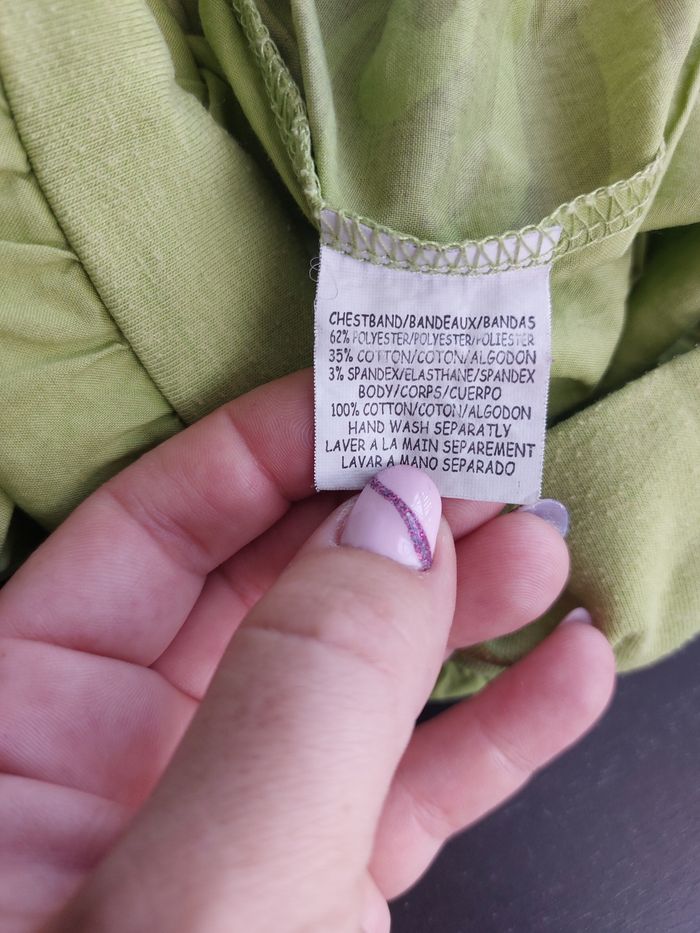 CHESTBAND/BANDEAUX/BANDAS
62% POLYESTER/POLYESTER/POLIESTER
35% COTTON/COTON/ALGODON
3% SPANDEX/ELASTHANE/SPANDEX
BODY/CORPS/CUERPO
100% COTTON/COTON/ALGODON
HAND WASH SEPARATLY
LAVER A LA MAIN SEPAREMENT
LAVAR A MANO SEPARADO